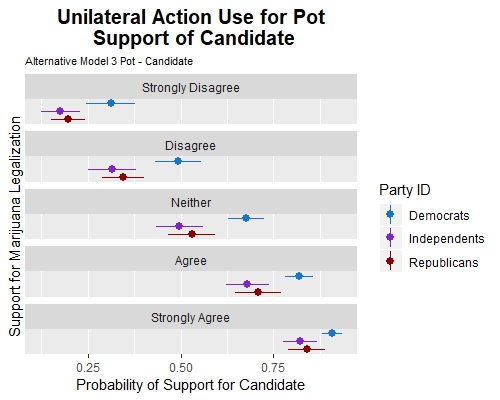 Unilateral Action Use for Pot
Support of Candidate
Alternative Model 3 Pot - Candidate
Support for Marijuana Legalization
Strongly Disagree
Disagree
Neither
Agree
Strongly Agree
0.25 0.50 0.75
Probability of Support for Candidate
Party ID
Democrats
Independents
Republicans